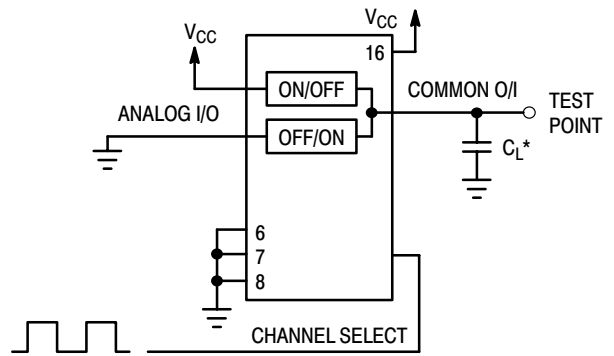 VCC
VCC
16
ON/OFF
COMMON O/I
TEST
POINT
ANALOG I/O
OFF/ON
CL*
6
7
8
CHANNEL SELECT